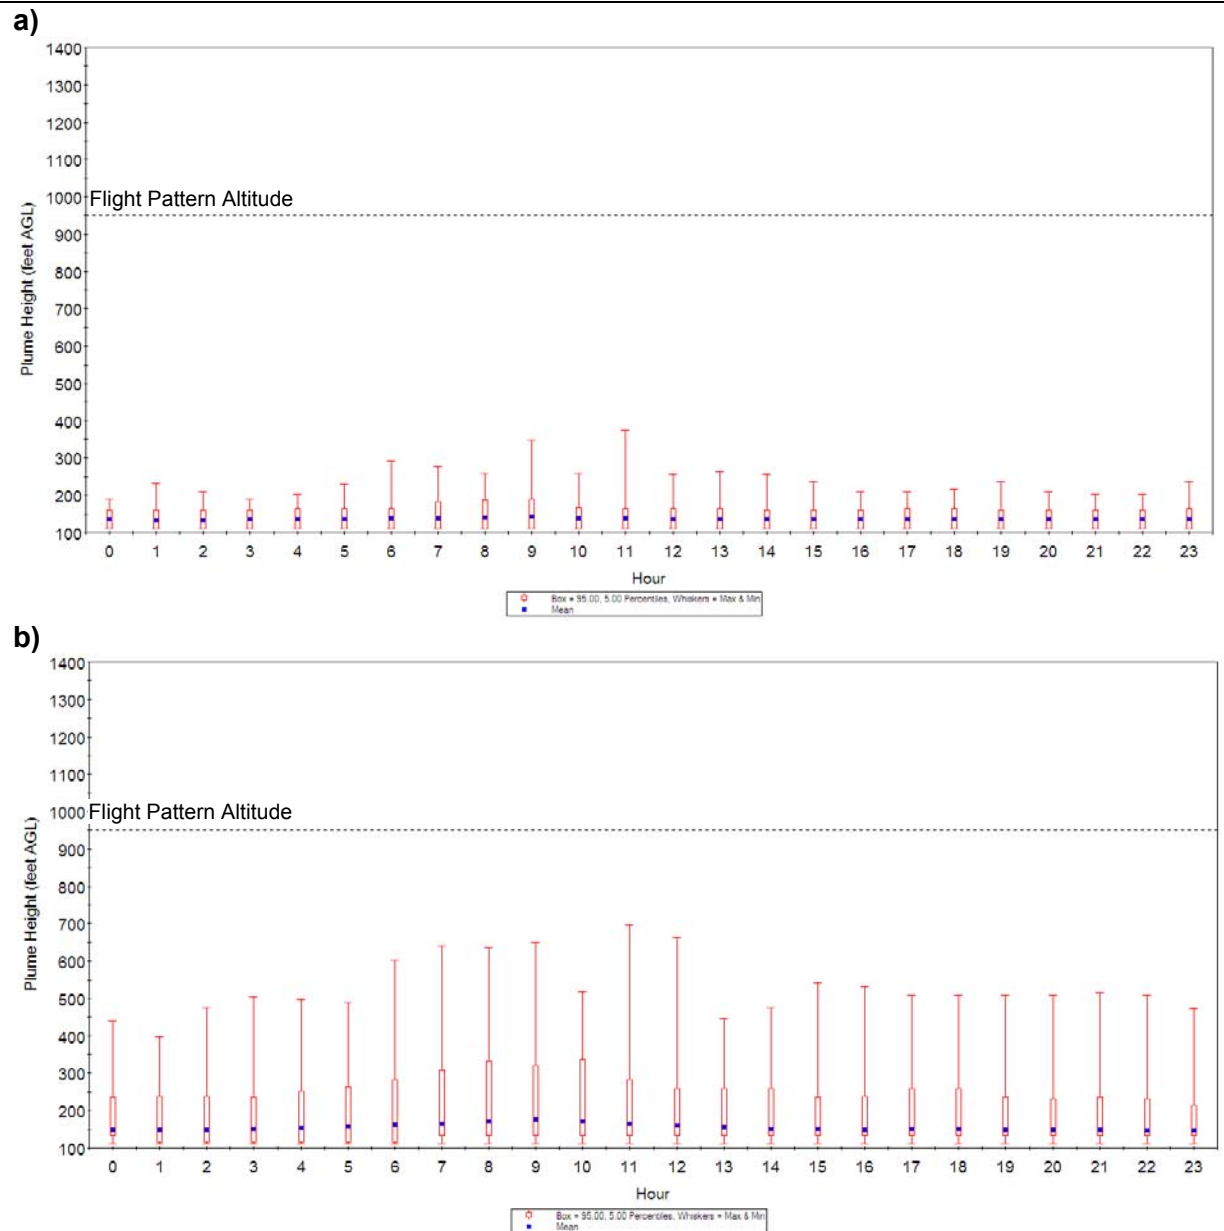 a)
1400
1300
1200
1100
1000
Flight Pattern Altitude
900
800
700
600
500
400
300
200
100
Plume Height (feet AGL)
0 1 2 3 4 5 6 7 8 9 10 11 12 13 14 15 16 17 18 19 20 21 22 23
Hour
Box = 95.00, 5.00 Percentiles, Whiskers = Max & Min
Mean
b)
1400
1300
1200
1100
1000
Flight Pattern Altitude
900
800
700
600
500
400
300
200
100
Plume Height (feet AGL)
0 1 2 3 4 5 6 7 8 9 10 11 12 13 14 15 16 17 18 19 20 21 22 23
Hour
Box = 95.00, 5.00 Percentiles, Whiskers = Max & Min
Mean